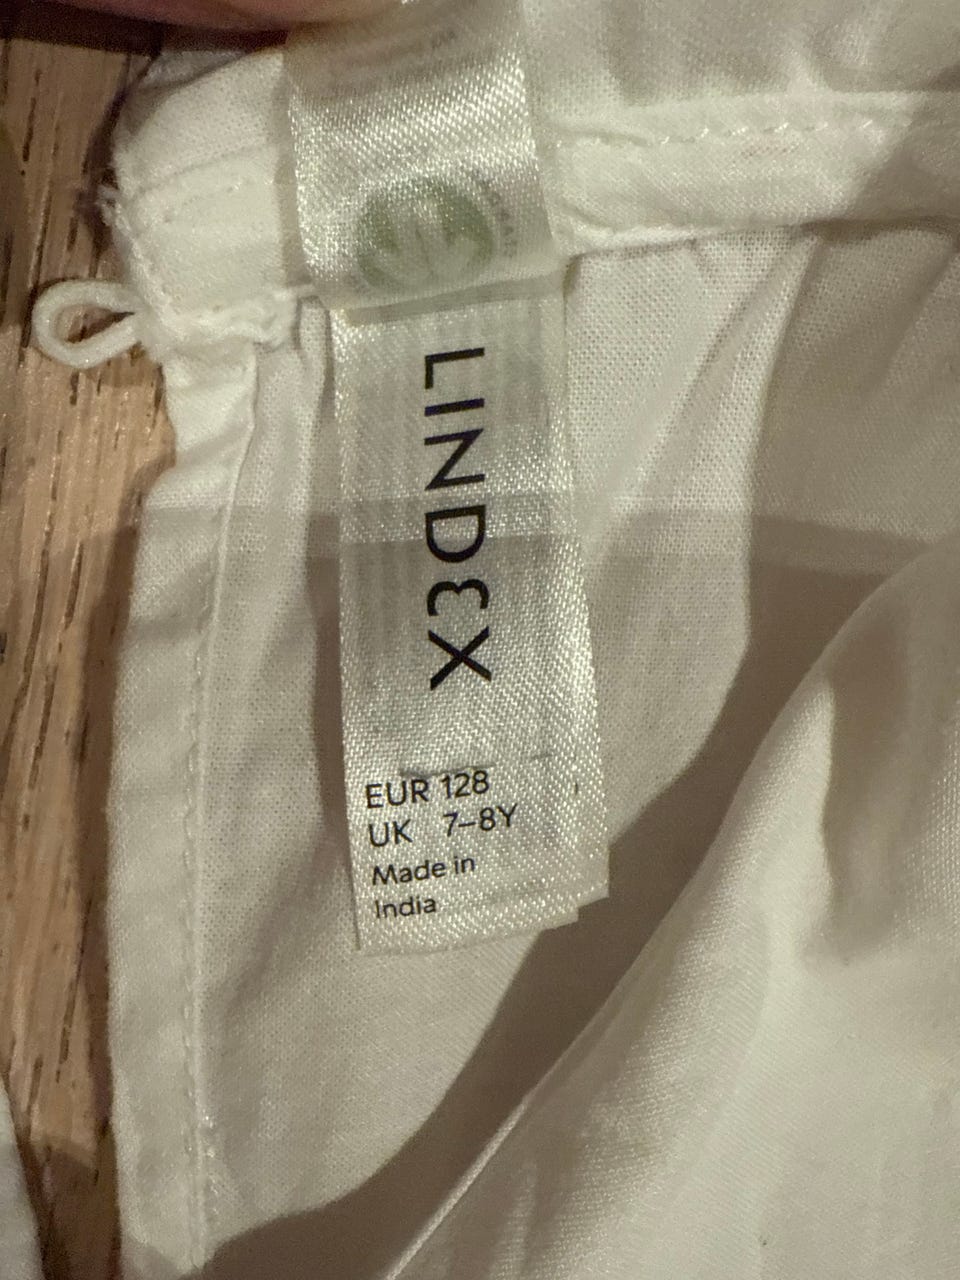 LINDEX
EUR 128
UK 7–8Y
Made in
India